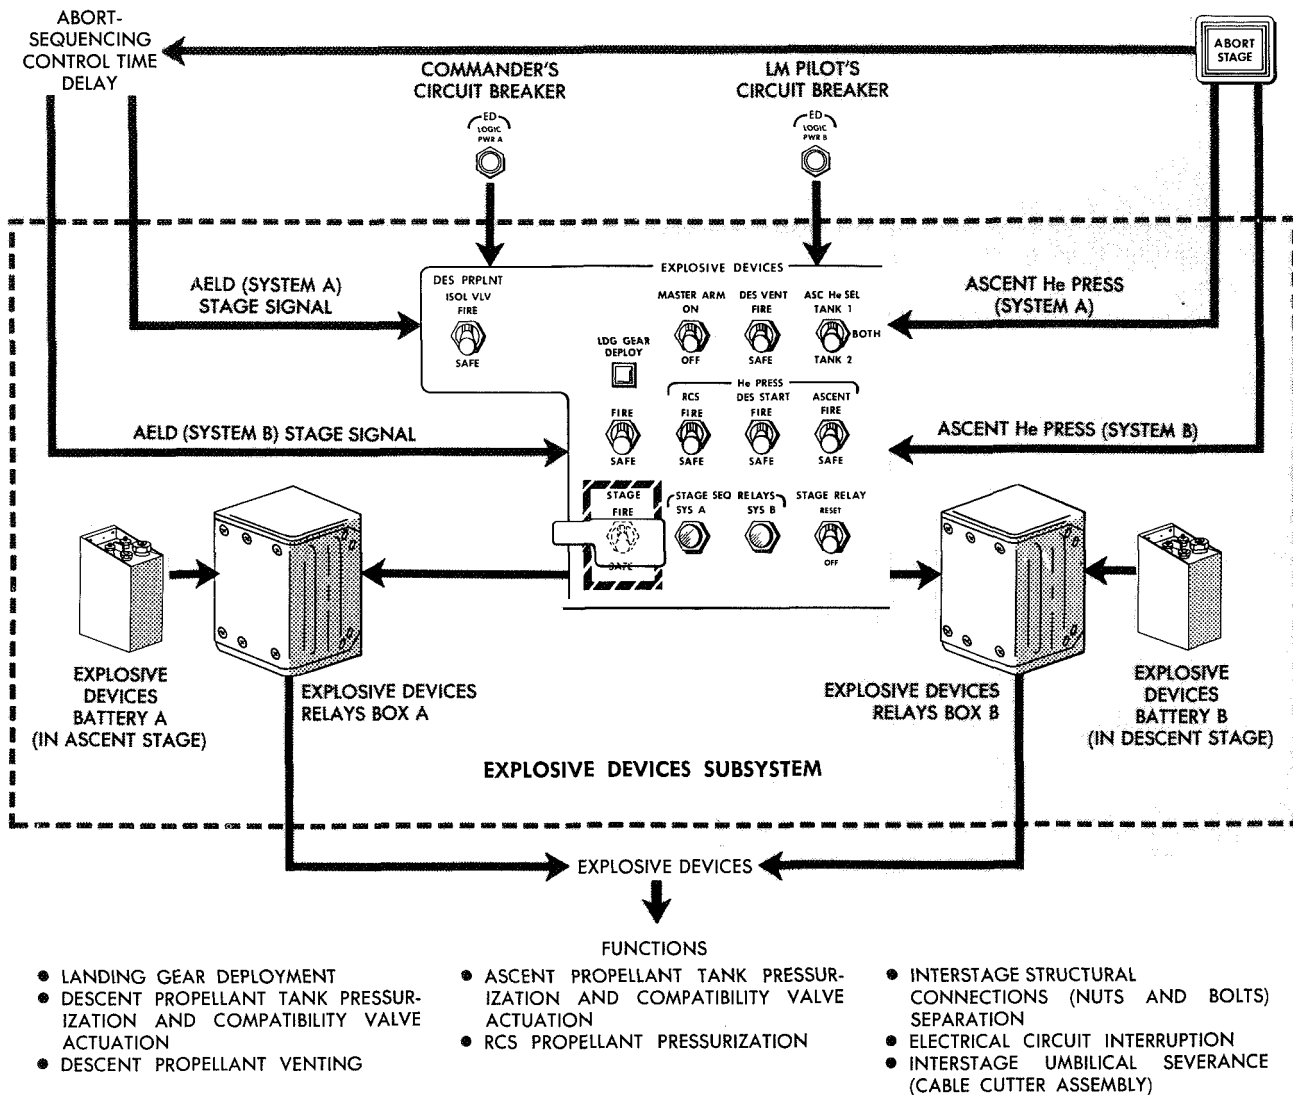 ABORT-
SEQUENCING
CONTROL TIME
DELAY
COMMANDER'S
CIRCUIT BREAKER
ED
LOGIC
PWR A
LM PILOT'S
CIRCUIT BREAKER
ED
LOGIC
PWR B
ABORT
STAGE
AELD (SYSTEM A)
STAGE SIGNAL
AELD (SYSTEM B) STAGE SIGNAL
EXPLOSIVE DEVICES
DES PRPLNT
ISOL VLV
FIRE
SAFE
MASTER ARM
ON
OFF
DES VENT
FIRE
SAFE
ASC He SEL
TANK 1
BOTH
TANK 2
LDG GEAR
DEPLOY
FIRE
SAFE
He PRESS
RCS
FIRE
SAFE
DES START
FIRE
SAFE
ASCENT
FIRE
SAFE
STAGE
FIRE
SAFE
STAGE SEQ RELAYS
SYS A
SYS B
STAGE RELAY
RESET
OFF
ASCENT He PRESS
(SYSTEM A)
ASCENT He PRESS (SYSTEM B)
EXPLOSIVE
DEVICES
BATTERY A
(IN ASCENT STAGE)
EXPLOSIVE DEVICES
RELAYS BOX A
EXPLOSIVE DEVICES
RELAYS BOX B
EXPLOSIVE
DEVICES
BATTERY B
(IN DESCENT STAGE)
EXPLOSIVE DEVICES SUBSYSTEM
EXPLOSIVE DEVICES
FUNCTIONS
● LANDING GEAR DEPLOYMENT
● DESCENT PROPELLANT TANK PRESSUR-
IZATION AND COMPATIBILITY VALVE
ACTUATION
● DESCENT PROPELLANT VENTING
● ASCENT PROPELLANT TANK PRESSUR-
IZATION AND COMPATIBILITY VALVE
ACTUATION
● RCS PROPELLANT PRESSURIZATION
● INTERSTAGE STRUCTURAL
CONNECTIONS (NUTS AND BOLTS)
SEPARATION
● ELECTRICAL CIRCUIT INTERRUPTION
● INTERSTAGE UMBILICAL SEVERANCE
(CABLE CUTTER ASSEMBLY)